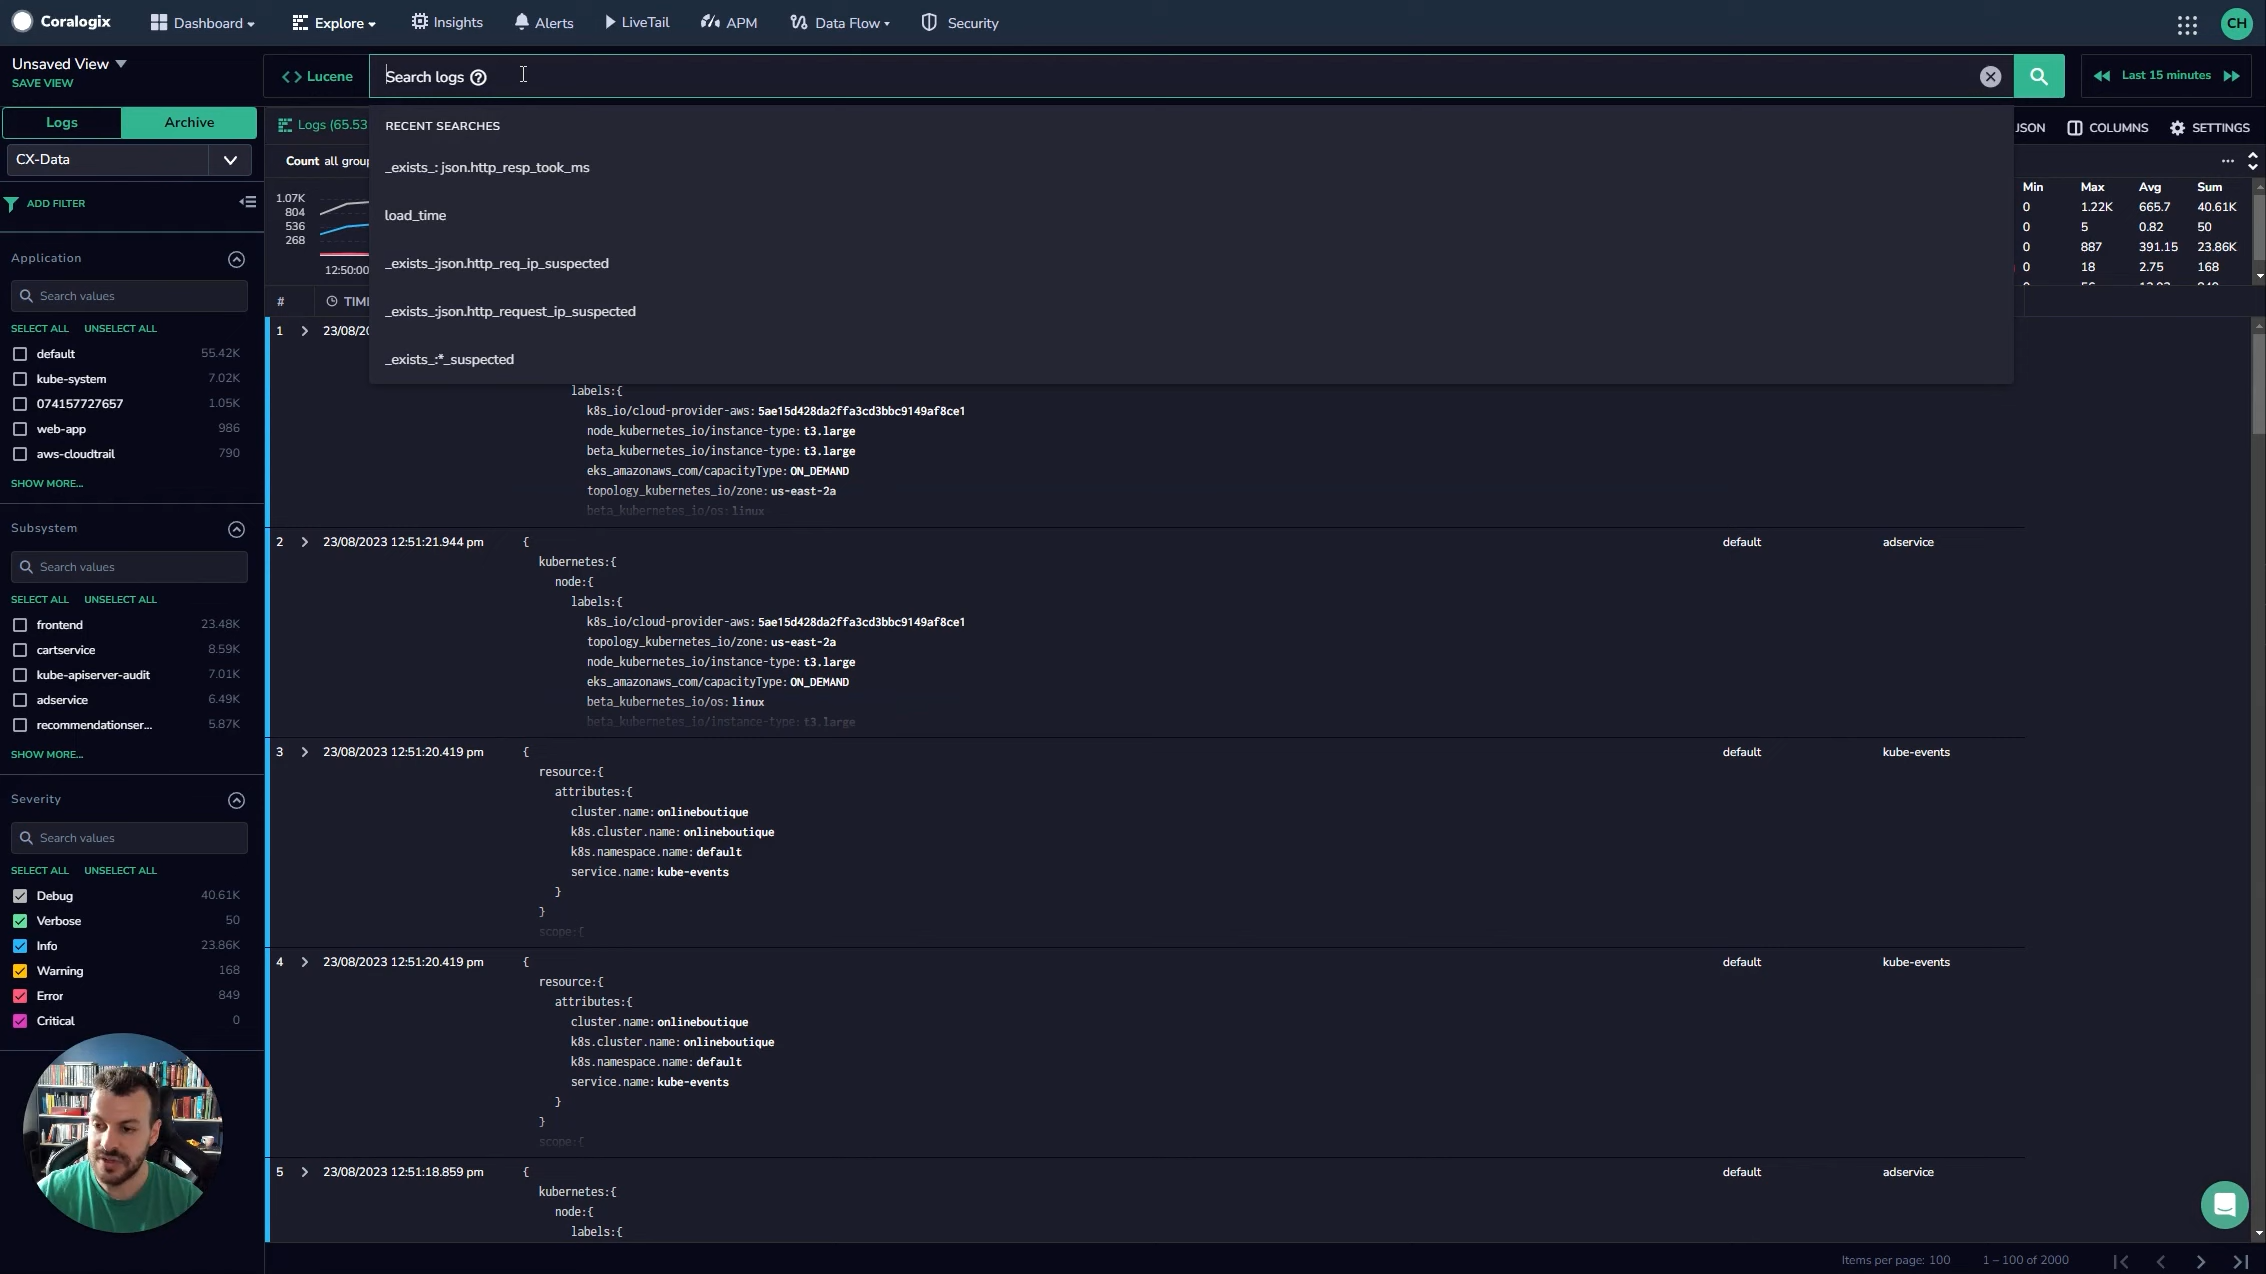 Coralogix
Dashboard
Explore
Insights
Alerts
LiveTail
APM
Data Flow
Security
CH
Unsaved View
SAVE VIEW
<> Lucene
Search logs
Last 15 minutes
Logs
Archive
CX-Data
ADD FILTER
Logs (65.53
JSON
COLUMNS
SETTINGS
RECENT SEARCHES
_exists_: json.http_resp_took_ms
load_time
_exists_:json.http_req_ip_suspected
_exists_:json.http_request_ip_suspected
_exists_:*_suspected
Count all group
1.07K
804
536
268
12:50:00
Min Max Avg Sum
0 1.22K 665.7 40.61K
0 5 0.82 50
0 887 391.15 23.86K
0 18 2.75 168
Application
Search values
SELECT ALL UNSELECT ALL
default 55.42K
kube-system 7.02K
074157727657 1.05K
web-app 986
aws-cloudtrail 790
SHOW MORE...
Subsystem
Search values
SELECT ALL UNSELECT ALL
frontend 23.48K
cartservice 8.59K
kube-apiserver-audit 7.01K
adservice 6.49K
recommendationser... 5.87K
SHOW MORE...
Severity
Search values
SELECT ALL UNSELECT ALL
Debug 40.61K
Verbose 50
Info 23.86K
Warning 168
Error 849
Critical 0
# TIME
1 23/08/20
labels:{
k8s_io/cloud-provider-aws: 5ae15d428da2ffa3cd3bbc9149af8ce1
node_kubernetes_io/instance-type: t3.large
beta_kubernetes_io/instance-type: t3.large
eks_amazonaws_com/capacityType: ON_DEMAND
topology_kubernetes_io/zone: us-east-2a
beta_kubernetes_io/os: linux
2 23/08/2023 12:51:21.944 pm { default adservice
kubernetes:{
node:{
labels:{
k8s_io/cloud-provider-aws: 5ae15d428da2ffa3cd3bbc9149af8ce1
topology_kubernetes_io/zone: us-east-2a
node_kubernetes_io/instance-type: t3.large
eks_amazonaws_com/capacityType: ON_DEMAND
beta_kubernetes_io/os: linux
beta_kubernetes_io/instance-type: t3.large
3 23/08/2023 12:51:20.419 pm { default kube-events
resource:{
attributes:{
cluster.name: onlineboutique
k8s.cluster.name: onlineboutique
k8s.namespace.name: default
service.name: kube-events
}
}
scope:{
4 23/08/2023 12:51:20.419 pm { default kube-events
resource:{
attributes:{
cluster.name: onlineboutique
k8s.cluster.name: onlineboutique
k8s.namespace.name: default
service.name: kube-events
}
}
scope:{
5 23/08/2023 12:51:18.859 pm { default adservice
kubernetes:{
node:{
labels:{
Items per page: 100 1 – 100 of 2000